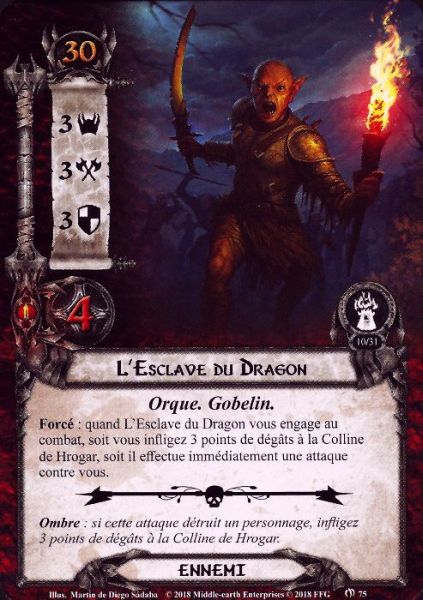 30
3
3
3
4
10/31
L'Esclave du Dragon
Orque. Gobelin.
Forcé : quand L'Esclave du Dragon vous engage au
combat, soit vous infligez 3 points de dégâts à la Colline
de Hrogar, soit il effectue immédiatement une attaque
contre vous.
Ombre : si cette attaque détruit un personnage, infligez
3 points de dégâts à la Colline de Hrogar.
ENNEMI
Illus. Martin de Diego Sádaba © 2018 Middle-earth Enterprises © 2018 FFG 75